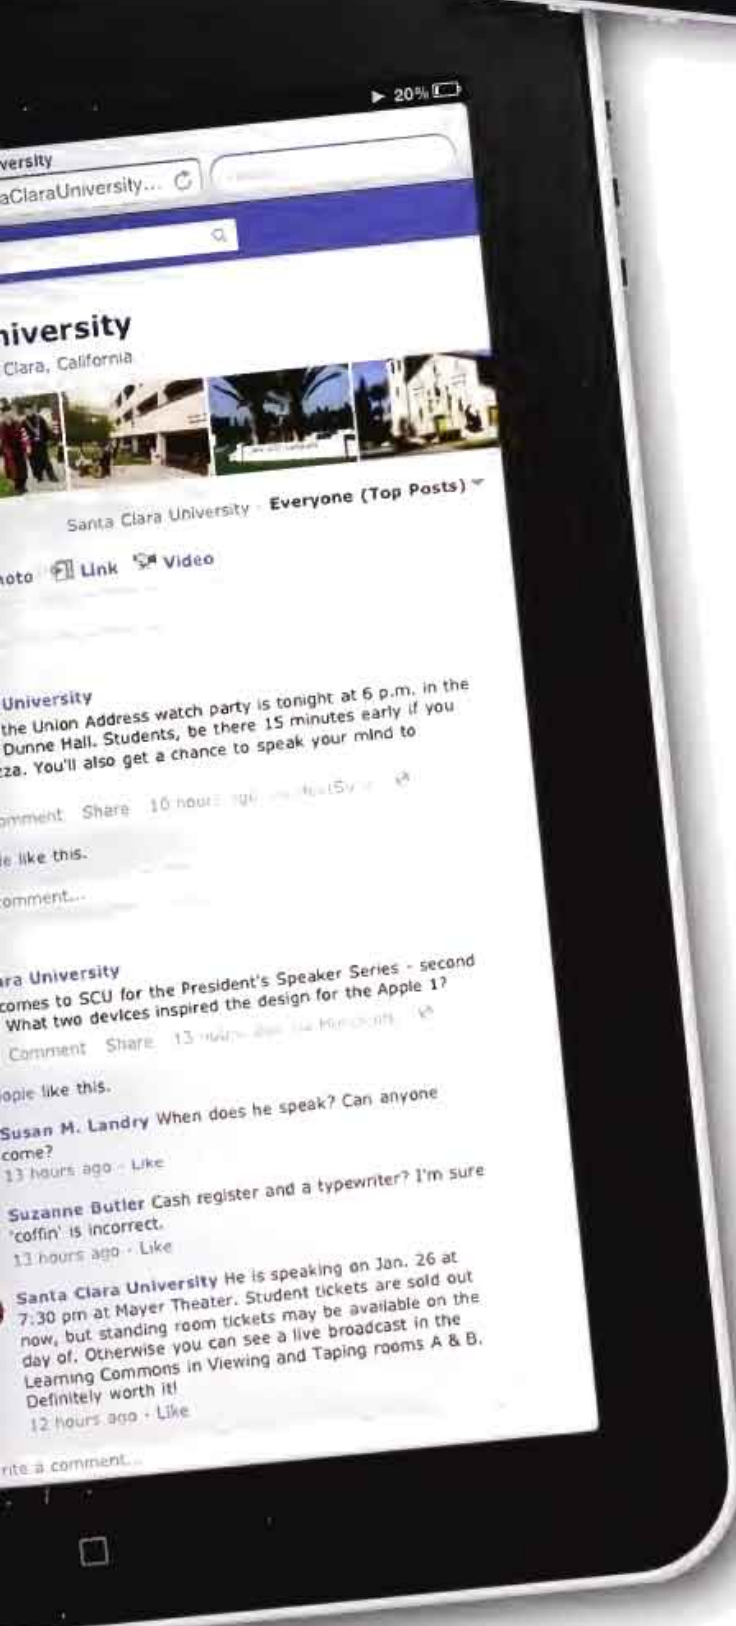 20%
versity
aClaraUniversity...
niversity
Clara, California
Santa Clara University · Everyone (Top Posts)
hoto Link Video
University
the Union Address watch party is tonight at 6 p.m. in the
Dunne Hall. Students, be there 15 minutes early if you
zza. You'll also get a chance to speak your mind to
omment Share 10 hours ago
le like this.
omment...
ara University
comes to SCU for the President's Speaker Series - second
What two devices inspired the design for the Apple 1?
Comment Share 13
ople like this.
Susan M. Landry When does he speak? Can anyone
come?
13 hours ago · Like
Suzanne Butler Cash register and a typewriter? I'm sure
'coffin' is incorrect.
13 hours ago · Like
Santa Clara University He is speaking on Jan. 26 at
7:30 pm at Mayer Theater. Student tickets are sold out
now, but standing room tickets may be available on the
day of. Otherwise you can see a live broadcast in the
Learning Commons in Viewing and Taping rooms A & B.
Definitely worth it!
12 hours ago · Like
rite a comment...